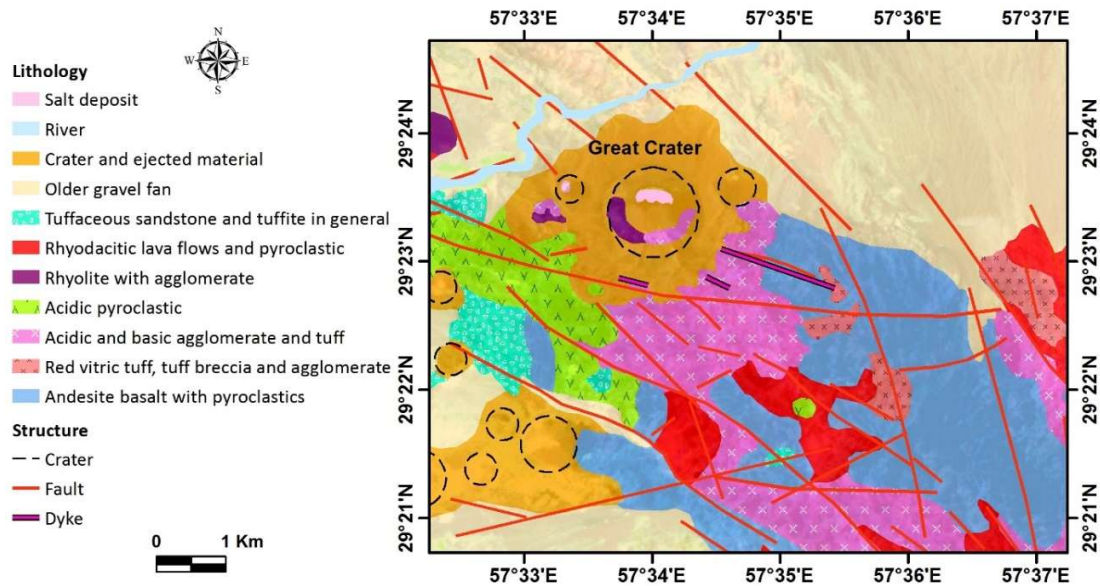 57°33'E 57°34'E 57°35'E 57°36'E 57°37'E
N
W E
S
Lithology
Salt deposit
River
Crater and ejected material
Older gravel fan
Tuffaceous sandstone and tuffite in general
Rhyodacitic lava flows and pyroclastic
Rhyolite with agglomerate
Acidic pyroclastic
Acidic and basic agglomerate and tuff
Red vitric tuff, tuff breccia and agglomerate
Andesite basalt with pyroclastics
Structure
Crater
Fault
Dyke
0 1 Km
29°24'N
29°23'N
29°22'N
29°21'N
Great Crater
29°24'N
29°23'N
29°22'N
29°21'N
57°33'E 57°34'E 57°35'E 57°36'E 57°37'E